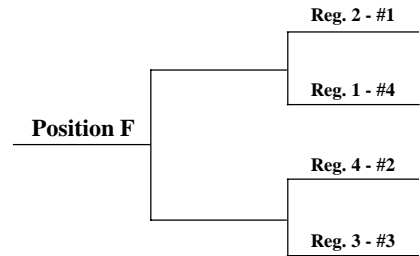 Reg. 2 - #1
Reg. 1 - #4
Position F
Reg. 4 - #2
Reg. 3 - #3